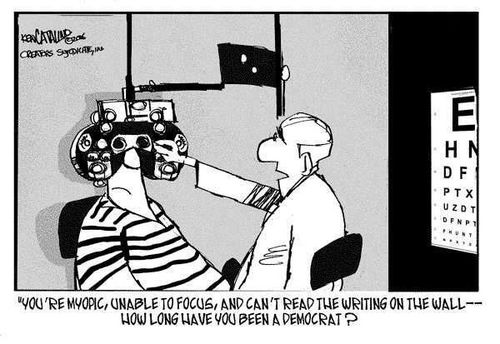 KEN CATALINO
©2006
CREATORS SYNDICATE, INC
E
H N
D F
P T X
U Z D T
D F N P T
P H U N T
"YOU'RE MYOPIC, UNABLE TO FOCUS, AND CAN'T READ THE WRITING ON THE WALL--
HOW LONG HAVE YOU BEEN A DEMOCRAT?